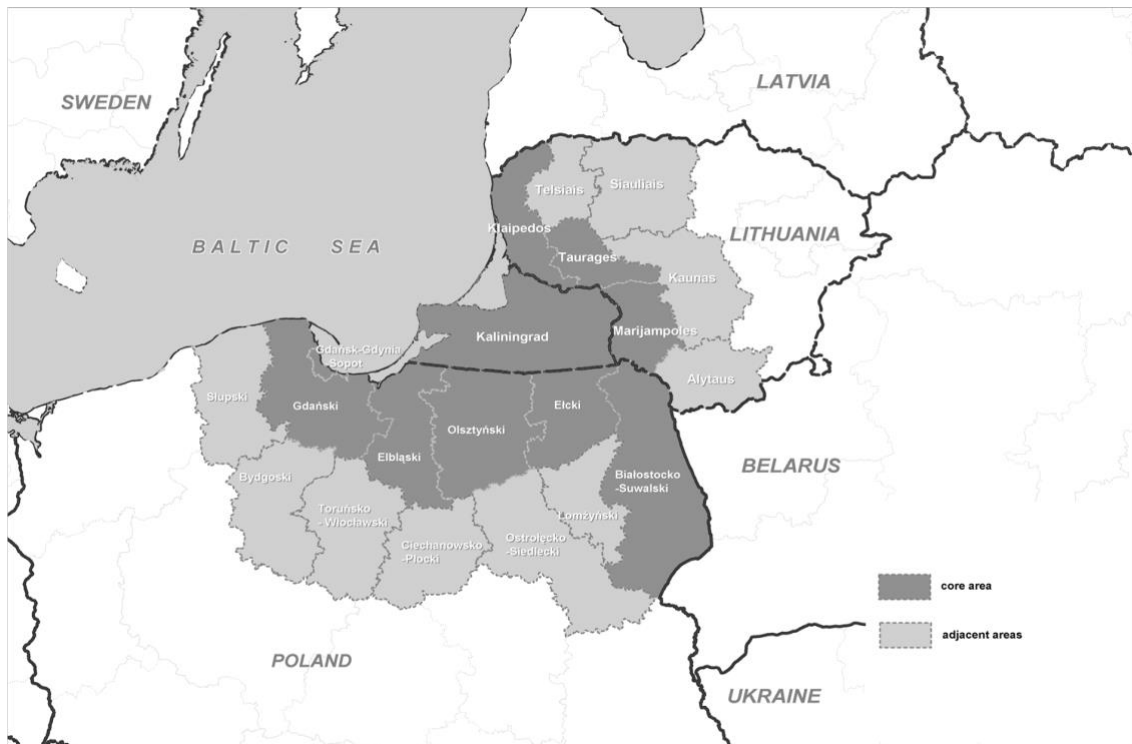 LATVIA
SWEDEN
Telsiais
Siauliais
Klaipedos
LITHUANIA
BALTIC SEA
Taurages
Kaunas
Kaliningrad
Marijampoles
Gdańsk-Gdynia
Sopot
Alytaus
Słupski
Gdański
Ełcki
Olsztyński
Elbląski
BELARUS
Białostocko
-Suwalski
Bydgoski
Toruńsko
-Włocławski
Łomżyński
Ciechanowsko
-Płocki
Ostrołęcko
-Siedlecki
core area
adjacent areas
POLAND
UKRAINE